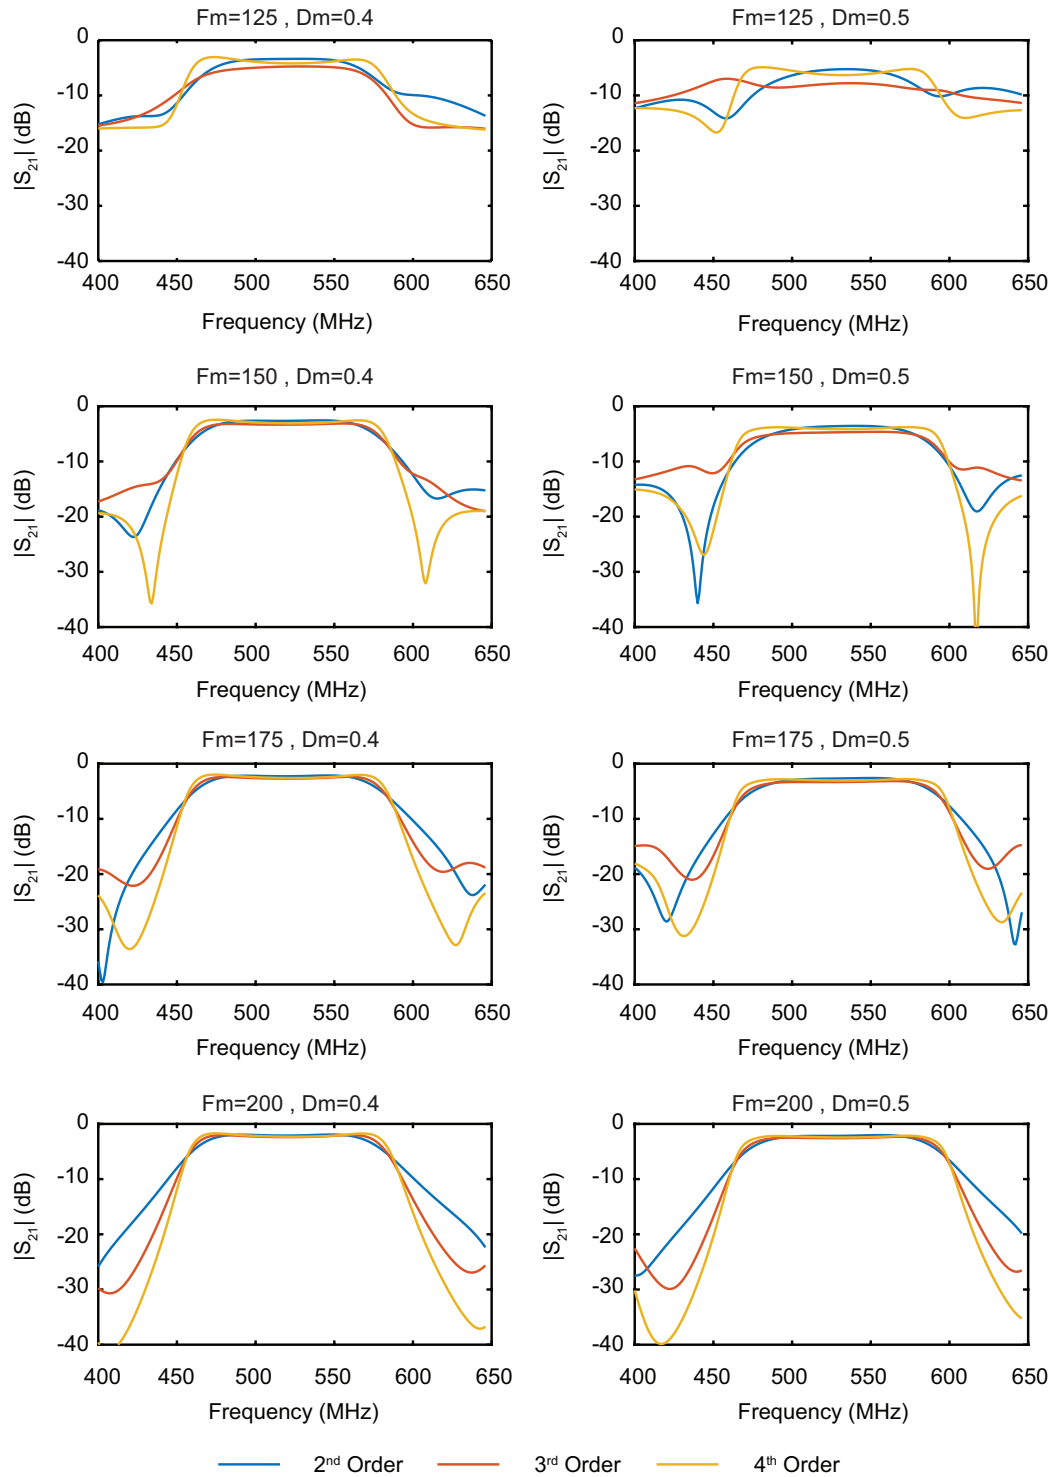 Fm=125 , Dm=0.4
0
-10
-20
-30
-40
|S21| (dB)
400 450 500 550 600 650
Frequency (MHz)
Fm=125 , Dm=0.5
0
-10
-20
-30
-40
|S21| (dB)
400 450 500 550 600 650
Frequency (MHz)
Fm=150 , Dm=0.4
0
-10
-20
-30
-40
|S21| (dB)
400 450 500 550 600 650
Frequency (MHz)
Fm=150 , Dm=0.5
0
-10
-20
-30
-40
|S21| (dB)
400 450 500 550 600 650
Frequency (MHz)
Fm=175 , Dm=0.4
0
-10
-20
-30
-40
|S21| (dB)
400 450 500 550 600 650
Frequency (MHz)
Fm=175 , Dm=0.5
0
-10
-20
-30
-40
|S21| (dB)
400 450 500 550 600 650
Frequency (MHz)
Fm=200 , Dm=0.4
0
-10
-20
-30
-40
|S21| (dB)
400 450 500 550 600 650
Frequency (MHz)
Fm=200 , Dm=0.5
0
-10
-20
-30
-40
|S21| (dB)
400 450 500 550 600 650
Frequency (MHz)
2nd Order 3rd Order 4th Order